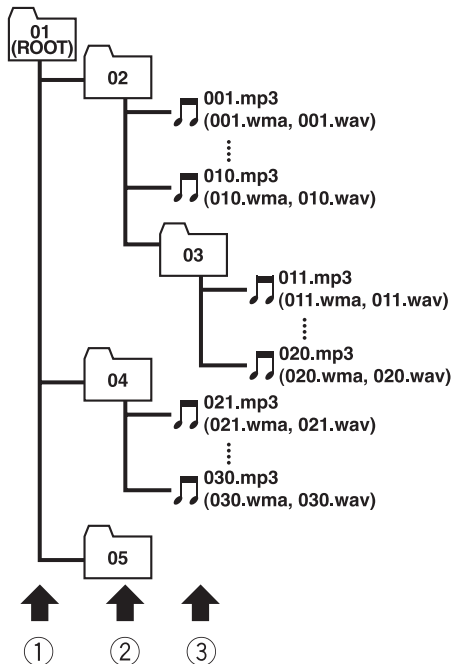 01
(ROOT)
02
001.mp3
(001.wma, 001.wav)
010.mp3
(010.wma, 010.wav)
03
011.mp3
(011.wma, 011.wav)
020.mp3
(020.wma, 020.wav)
04
021.mp3
(021.wma, 021.wav)
030.mp3
(030.wma, 030.wav)
05
① ② ③